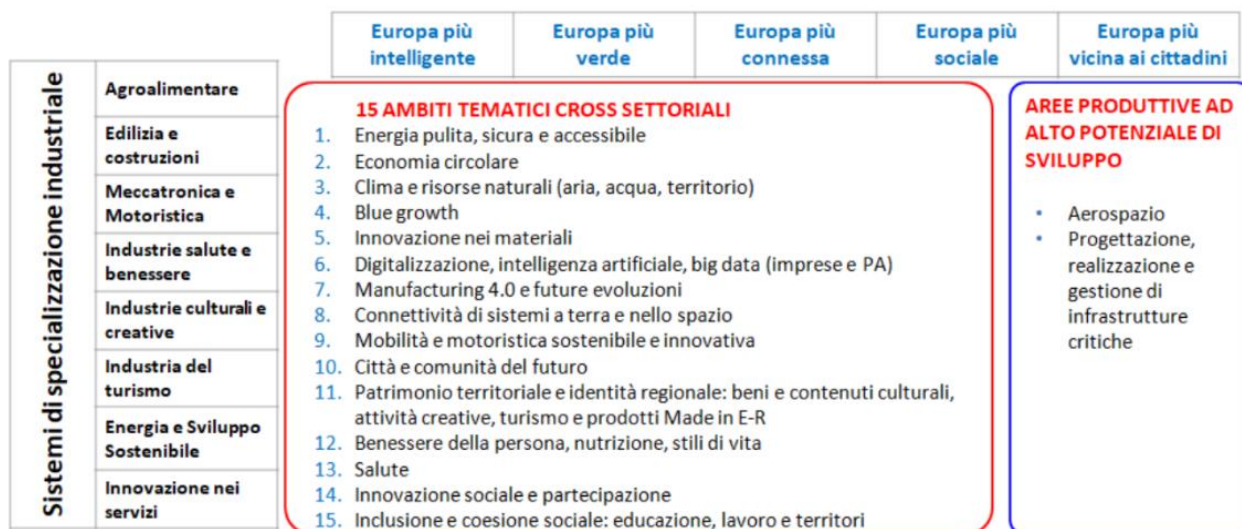 Europa più
intelligente
Europa più
verde
Europa più
connessa
Europa più
sociale
Europa più
vicina ai cittadini
Sistemi di specializzazione industriale
Agroalimentare
Edilizia e
costruzioni
Meccatronica e
Motoristica
Industrie salute e
benessere
Industrie culturali e
creative
Industria del
turismo
Energia e Sviluppo
Sostenibile
Innovazione nei
servizi
15 AMBITI TEMATICI CROSS SETTORIALI
1. Energia pulita, sicura e accessibile
2. Economia circolare
3. Clima e risorse naturali (aria, acqua, territorio)
4. Blue growth
5. Innovazione nei materiali
6. Digitalizzazione, intelligenza artificiale, big data (imprese e PA)
7. Manufacturing 4.0 e future evoluzioni
8. Connettività di sistemi a terra e nello spazio
9. Mobilità e motoristica sostenibile e innovativa
10. Città e comunità del futuro
11. Patrimonio territoriale e identità regionale: beni e contenuti culturali,
attività creative, turismo e prodotti Made in E-R
12. Benessere della persona, nutrizione, stili di vita
13. Salute
14. Innovazione sociale e partecipazione
15. Inclusione e coesione sociale: educazione, lavoro e territori
AREE PRODUTTIVE AD
ALTO POTENZIALE DI
SVILUPPO
• Aerospazio
• Progettazione,
realizzazione e
gestione di
infrastrutture
critiche